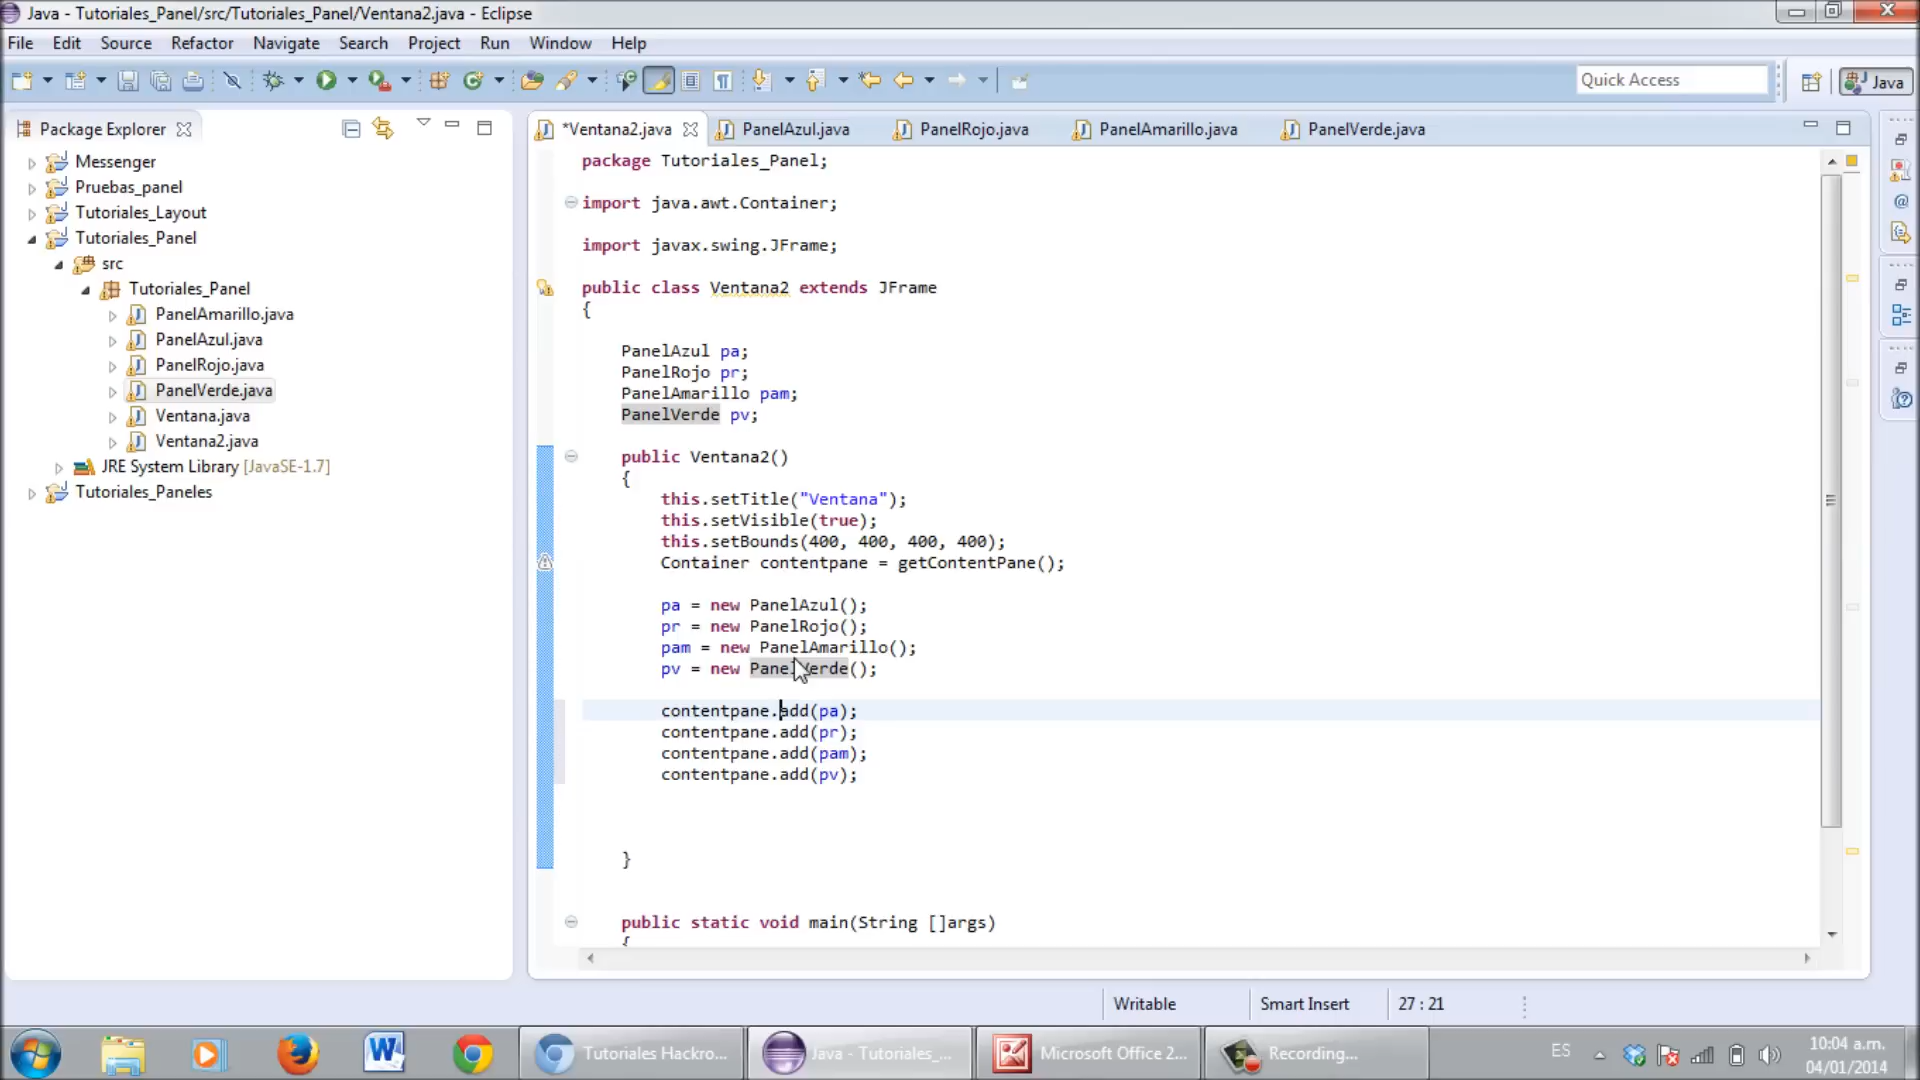 Java - Tutoriales_Panel/src/Tutoriales_Panel/Ventana2.java - Eclipse
File Edit Source Refactor Navigate Search Project Run Window Help
Quick Access
Java
Package Explorer
Messenger
Pruebas_panel
Tutoriales_Layout
Tutoriales_Panel
src
Tutoriales_Panel
PanelAmarillo.java
PanelAzul.java
PanelRojo.java
PanelVerde.java
Ventana.java
Ventana2.java
JRE System Library [JavaSE-1.7]
Tutoriales_Paneles
*Ventana2.java PanelAzul.java PanelRojo.java PanelAmarillo.java PanelVerde.java
package Tutoriales_Panel;
import java.awt.Container;
import javax.swing.JFrame;
public class Ventana2 extends JFrame
{
PanelAzul pa;
PanelRojo pr;
PanelAmarillo pam;
PanelVerde pv;
public Ventana2()
{
this.setTitle("Ventana");
this.setVisible(true);
this.setBounds(400, 400, 400, 400);
Container contentpane = getContentPane();
pa = new PanelAzul();
pr = new PanelRojo();
pam = new PanelAmarillo();
pv = new PanelVerde();
contentpane.add(pa);
contentpane.add(pr);
contentpane.add(pam);
contentpane.add(pv);
}
public static void main(String []args)
{
Writable Smart Insert 27 : 21
Tutoriales Hackro... Java - Tutoriales_... Microsoft Office 2... Recording...
ES
10:04 a.m.
04/01/2014